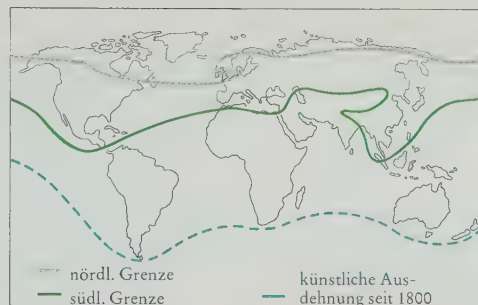 nördl. Grenze
südl. Grenze
künstliche Aus-
dehnung seit 1800